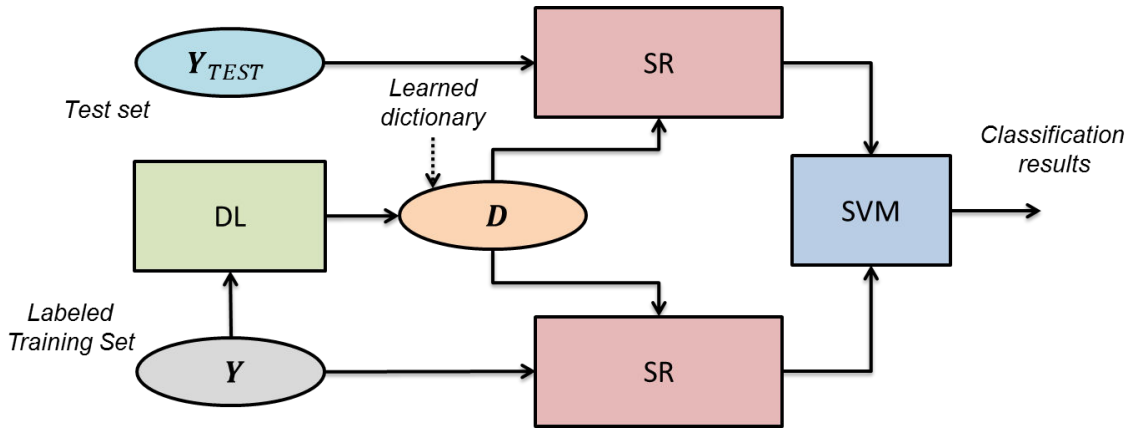 Y_TEST
SR
Test set
Learned
dictionary
Classification
results
DL
D
SVM
Labeled
Training Set
Y
SR